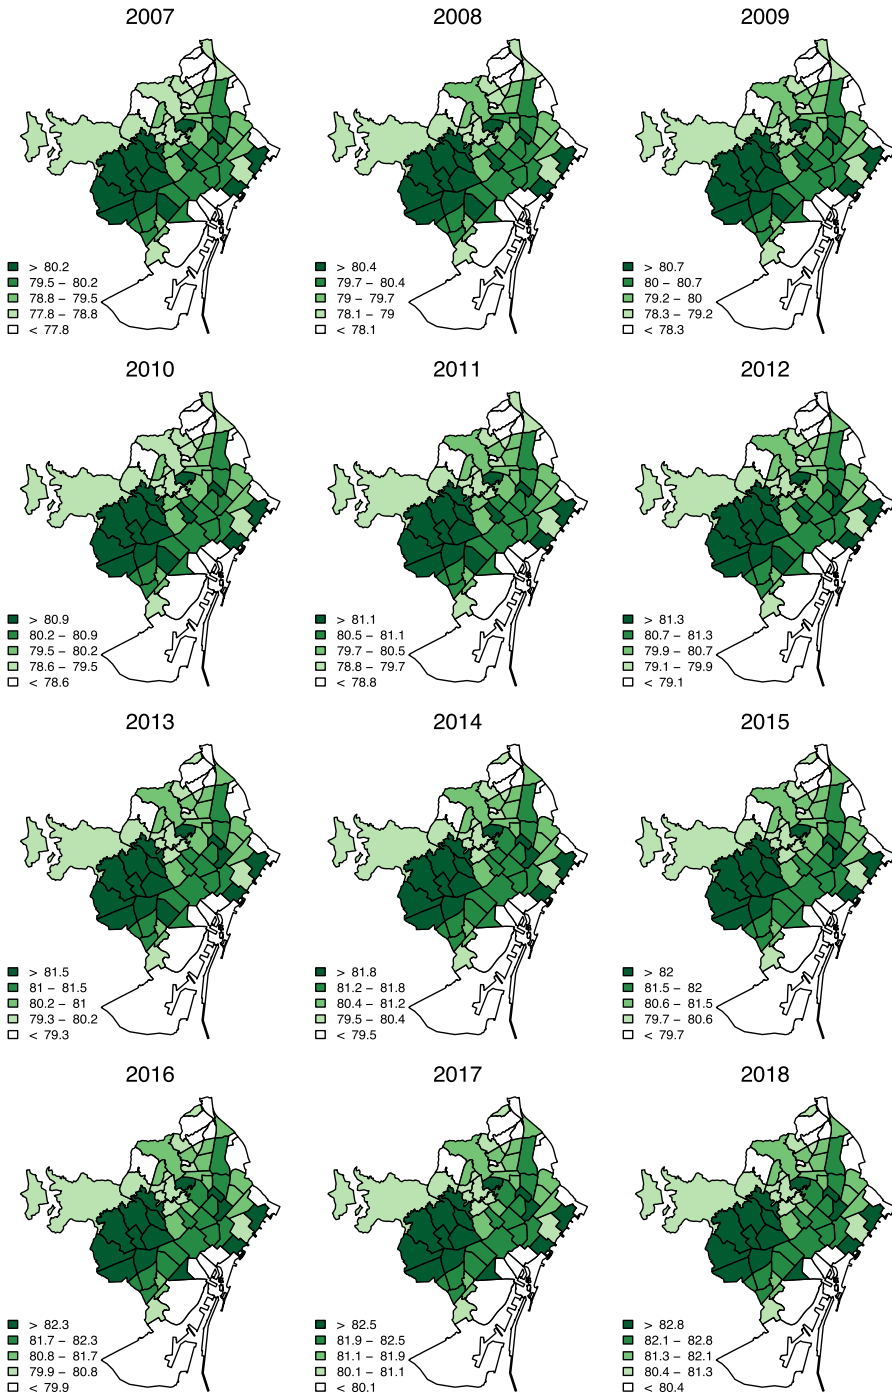 2007
2008
2009
> 80.2
79.5 – 80.2
78.8 – 79.5
77.8 – 78.8
< 77.8
> 80.4
79.7 – 80.4
79 – 79.7
78.1 – 79
< 78.1
> 80.7
80 – 80.7
79.2 – 80
78.3 – 79.2
< 78.3
2010
2011
2012
> 80.9
80.2 – 80.9
79.5 – 80.2
78.6 – 79.5
< 78.6
> 81.1
80.5 – 81.1
79.7 – 80.5
78.8 – 79.7
< 78.8
> 81.3
80.7 – 81.3
79.9 – 80.7
79.1 – 79.9
< 79.1
2013
2014
2015
> 81.5
81 – 81.5
80.2 – 81
79.3 – 80.2
< 79.3
> 81.8
81.2 – 81.8
80.4 – 81.2
79.5 – 80.4
< 79.5
> 82
81.5 – 82
80.6 – 81.5
79.7 – 80.6
< 79.7
2016
2017
2018
> 82.3
81.7 – 82.3
80.8 – 81.7
79.9 – 80.8
< 79.9
> 82.5
81.9 – 82.5
81.1 – 81.9
80.1 – 81.1
< 80.1
> 82.8
82.1 – 82.8
81.3 – 82.1
80.4 – 81.3
< 80.4